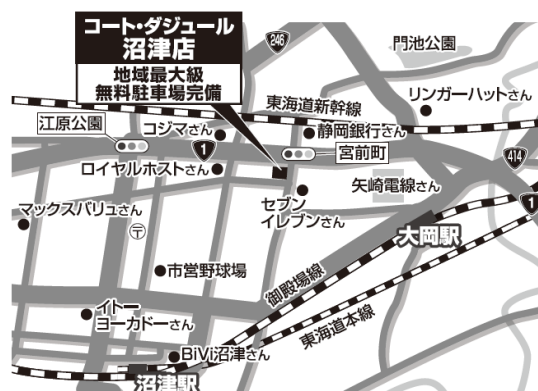 コート・ダジュール
沼津店
地域最大級
無料駐車場完備
246
門池公園
リンガーハットさん
東海道新幹線
江原公園
コジマさん
静岡銀行さん
1
宮前町
414
ロイヤルホストさん
矢崎電線さん
セブン
イレブンさん
1
マックスバリュさん
〒
大岡駅
市営野球場
御殿場線
イトー
ヨーカドーさん
東海道本線
BiVi沼津さん
沼津駅